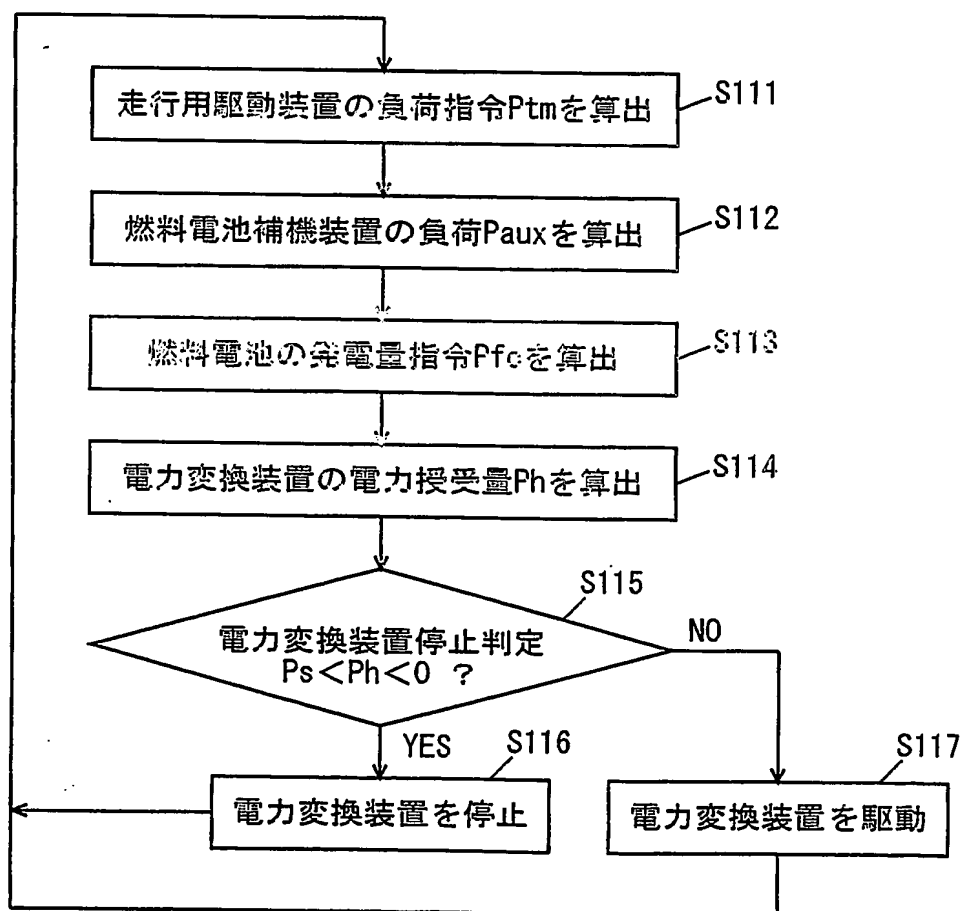 走行用駆動装置の負荷指令Ptmを算出
S111
燃料電池補機装置の負荷Pauxを算出
S112
燃料電池の発電量指令Pfcを算出
S113
電力変換装置の電力授受量Phを算出
S114
S115
電力変換装置停止判定
Ps<Ph<0 ?
NO
YES
S116
電力変換装置を停止
S117
電力変換装置を駆動